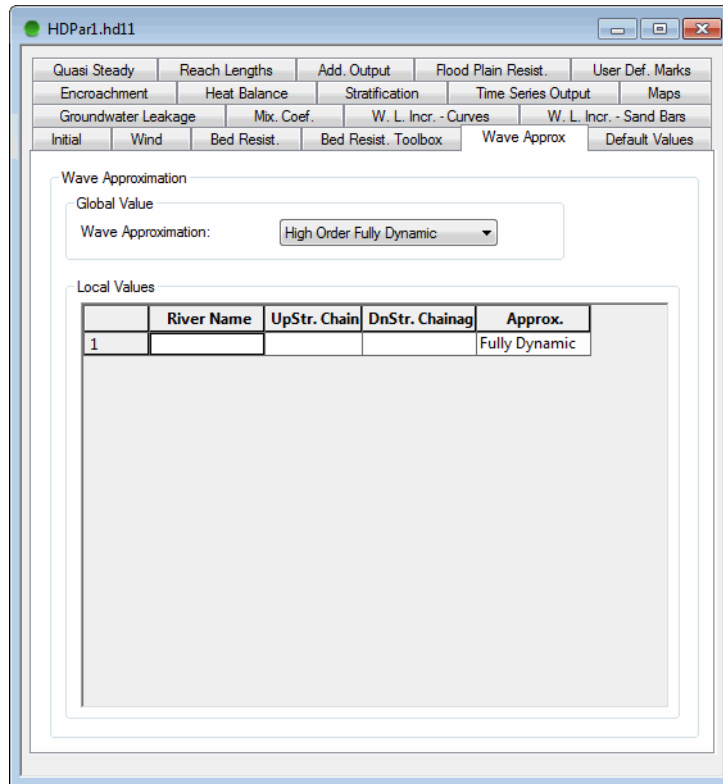 HDPar1.hd11
Quasi Steady Reach Lengths Add. Output Flood Plain Resist. User Def. Marks
Encroachment Heat Balance Stratification Time Series Output Maps
Groundwater Leakage Mix. Coef. W. L. Incr. - Curves W. L. Incr. - Sand Bars
Initial Wind Bed Resist. Bed Resist. Toolbox Wave Approx Default Values
Wave Approximation
Global Value
Wave Approximation: High Order Fully Dynamic
Local Values
River Name UpStr. Chain DnStr. Chainag Approx.
1 Fully Dynamic